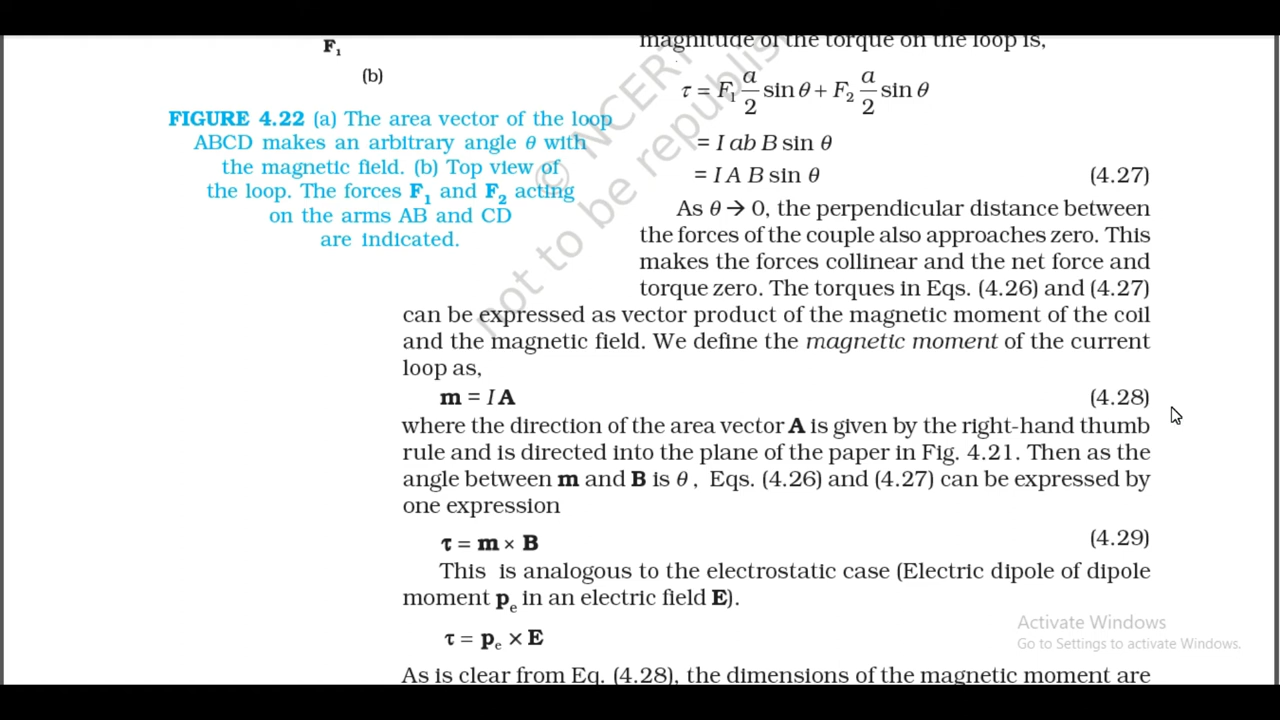 F₁
(b)
FIGURE 4.22 (a) The area vector of the loop
ABCD makes an arbitrary angle θ with
the magnetic field. (b) Top view of
the loop. The forces F₁ and F₂ acting
on the arms AB and CD
are indicated.
magnitude of the torque on the loop is,
τ = F₁ a/2 sin θ + F₂ a/2 sin θ
= I ab B sin θ
= I A B sin θ (4.27)
As θ → 0, the perpendicular distance between
the forces of the couple also approaches zero. This
makes the forces collinear and the net force and
torque zero. The torques in Eqs. (4.26) and (4.27)
can be expressed as vector product of the magnetic moment of the coil
and the magnetic field. We define the magnetic moment of the current
loop as,
m = I A (4.28)
where the direction of the area vector A is given by the right-hand thumb
rule and is directed into the plane of the paper in Fig. 4.21. Then as the
angle between m and B is θ , Eqs. (4.26) and (4.27) can be expressed by
one expression
τ = m × B (4.29)
This is analogous to the electrostatic case (Electric dipole of dipole
moment pₑ in an electric field E).
τ = pₑ × E
As is clear from Eq. (4.28), the dimensions of the magnetic moment are
© NCERT
not to be republis
Activate Windows
Go to Settings to activate Windows.